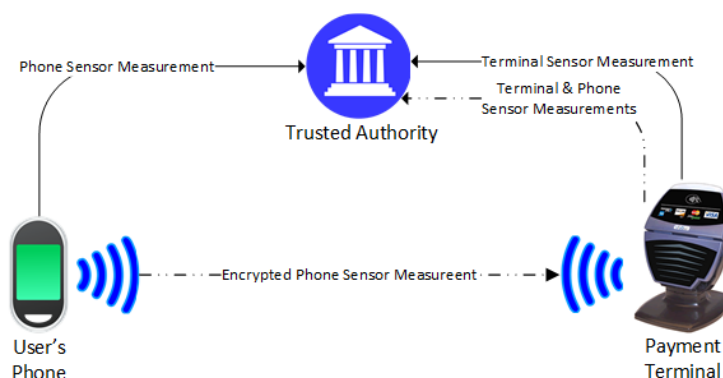 Phone Sensor Measurement
Terminal Sensor Measurement
Terminal & Phone
Sensor Measurements
Trusted Authority
Encrypted Phone Sensor Measureent
User's
Phone
Payment
Terminal